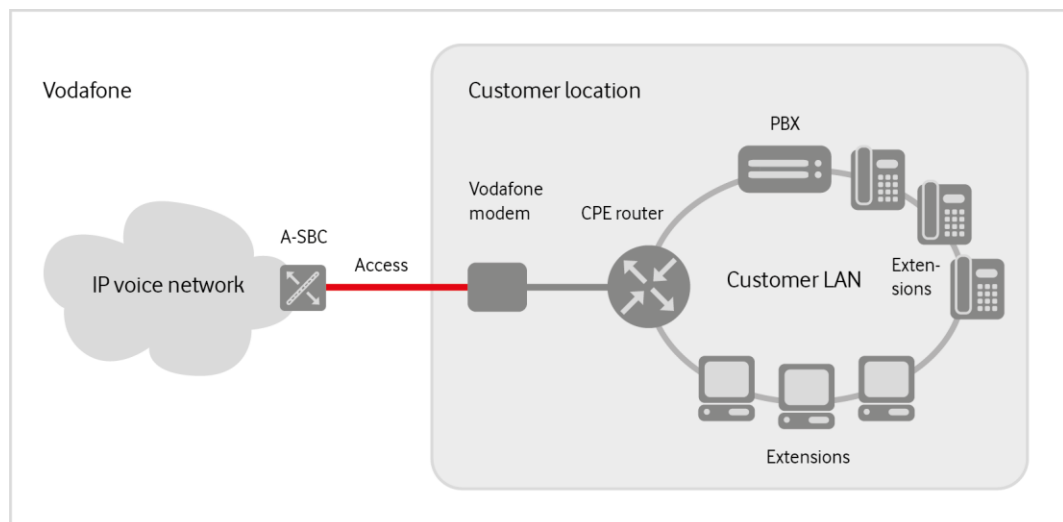 Vodafone
Customer location
PBX
Vodafone
modem
CPE router
A-SBC
Access
IP voice network
Customer LAN
Exten-
sions
Extensions